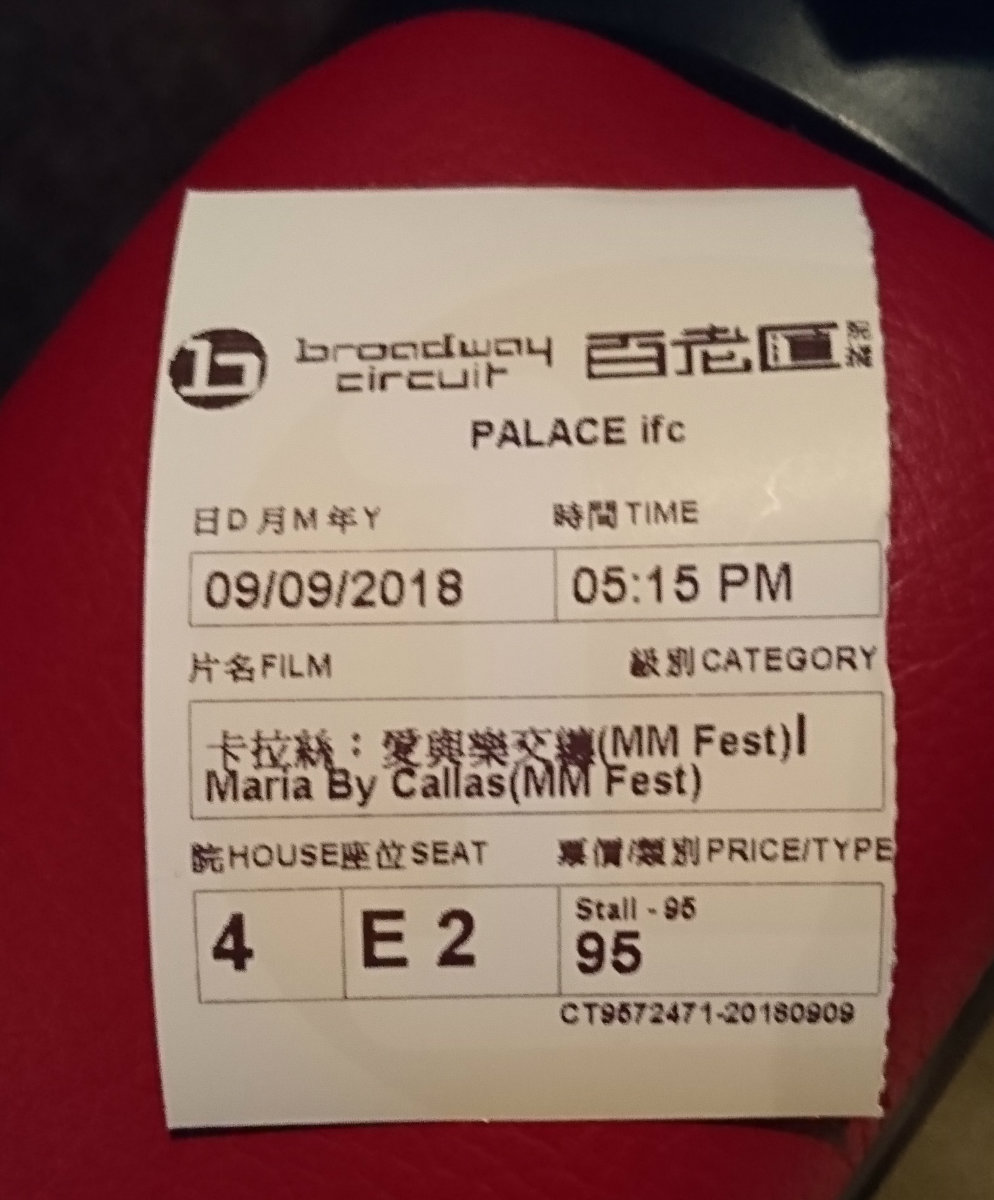 b broadway circuit 百老匯 院線
PALACE ifc
日D 月M 年Y 時間TIME
09/09/2018 05:15 PM
片名FILM 級別CATEGORY
卡拉絲：愛與樂交織(MM Fest)
Maria By Callas(MM Fest)
院HOUSE 座位SEAT 票價/類別PRICE/TYPE
Stall - 95
4 E 2 95
CT9572471-20180909